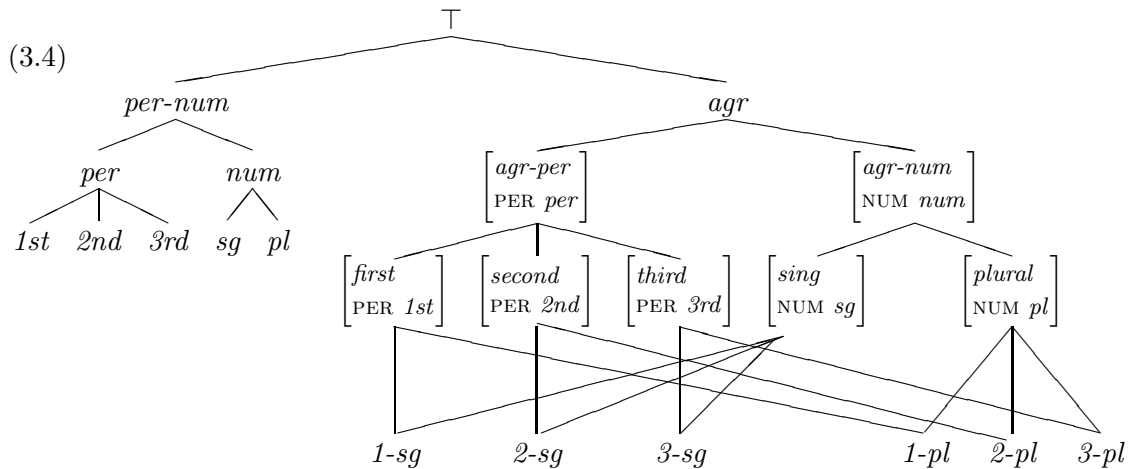 ⊤
(3.4)
per-num agr
per num
1st 2nd 3rd sg pl
agr-per
PER per
agr-num
NUM num
first
PER 1st
second
PER 2nd
third
PER 3rd
sing
NUM sg
plural
NUM pl
1-sg 2-sg 3-sg 1-pl 2-pl 3-pl